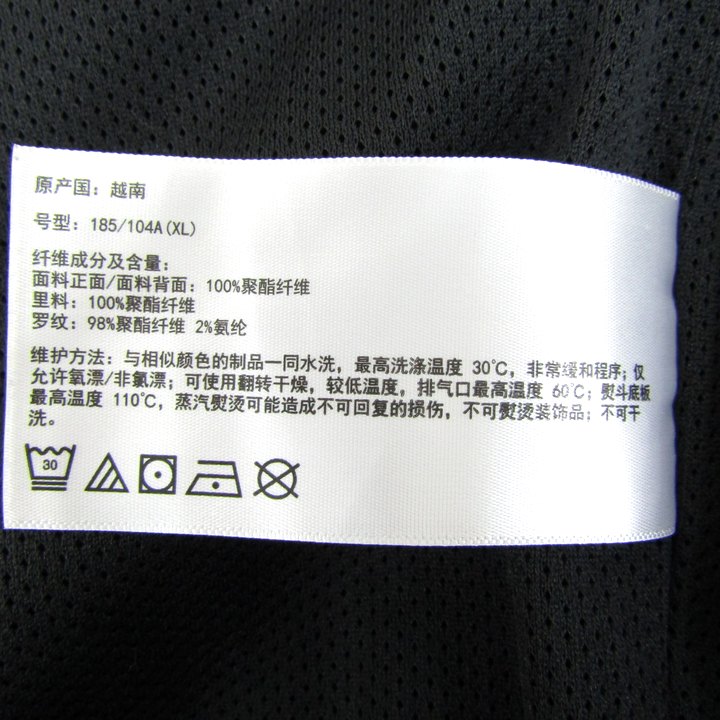 原产国：越南
号型：185/104A(XL)
纤维成分及含量：
面料正面/面料背面：100%聚酯纤维
里料：100%聚酯纤维
罗纹：98%聚酯纤维 2%氨纶
维护方法：与相似颜色的制品一同水洗，最高洗涤温度 30℃，非常缓和程序；仅
允许氧漂/非氯漂；可使用翻转干燥，较低温度，排气口最高温度 60℃；熨斗底板
最高温度 110℃，蒸汽熨烫可能造成不可回复的损伤，不可熨烫装饰品；不可干
洗。
30